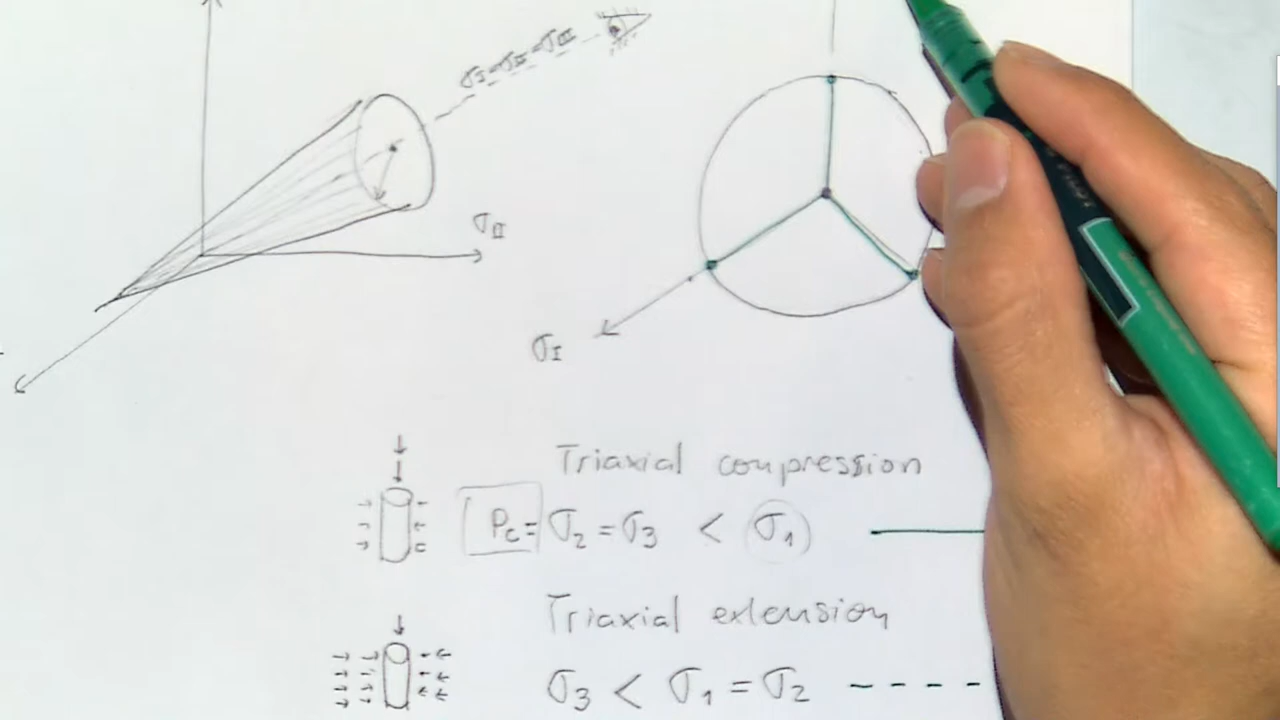 σI=σII=σIII
σII
σI
Triaxial compression
Pc= σ2 = σ3 < σ1
Triaxial extension
σ3 < σ1 = σ2